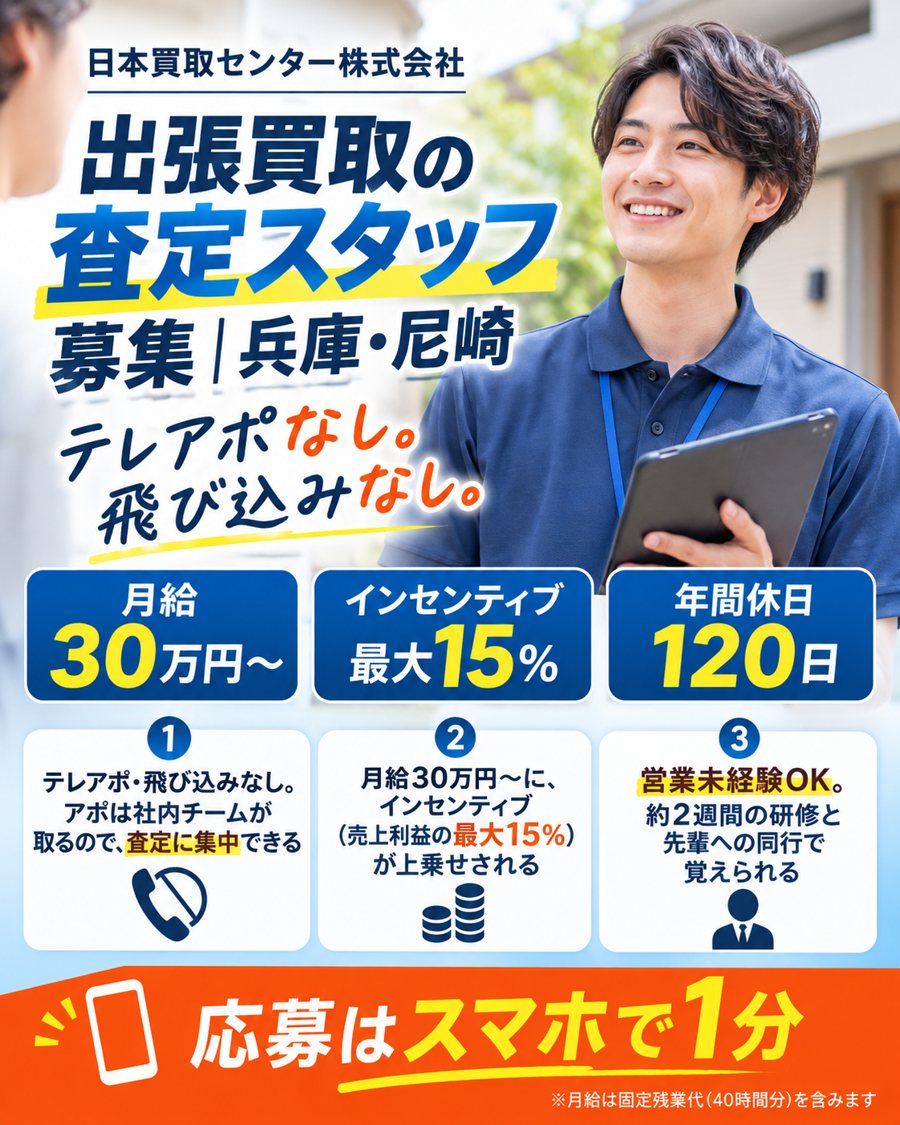 日本買取センター株式会社
出張買取の
査定スタッフ
募集|兵庫・尼崎
テレアポなし。
飛び込みなし。
月給
30万円〜
インセンティブ
最大15%
年間休日
120日
1
テレアポ・飛び込みなし。
アポは社内チームが
取るので、査定に集中できる
2
月給30万円〜に、
インセンティブ
(売上利益の最大15%)
が上乗せされる
3
営業未経験OK。
約2週間の研修と
先輩への同行で
覚えられる
応募はスマホで1分
※月給は固定残業代(40時間分)を含みます